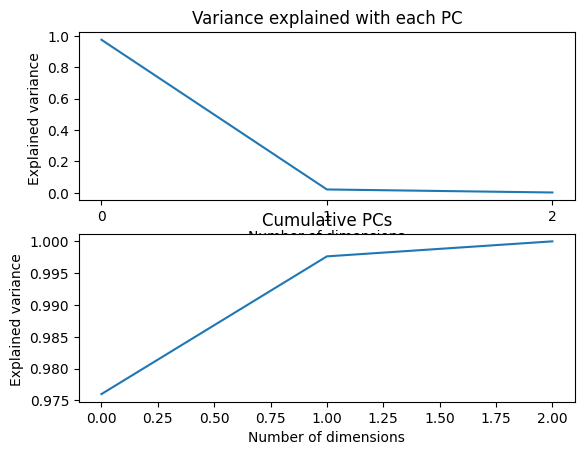 Variance explained with each PC
1.0
0.8
0.6
0.4
0.2
0.0
Explained variance
0
1
2
Number of dimensions
Cumulative PCs
1.000
0.995
0.990
0.985
0.980
0.975
Explained variance
0.00 0.25 0.50 0.75 1.00 1.25 1.50 1.75 2.00
Number of dimensions